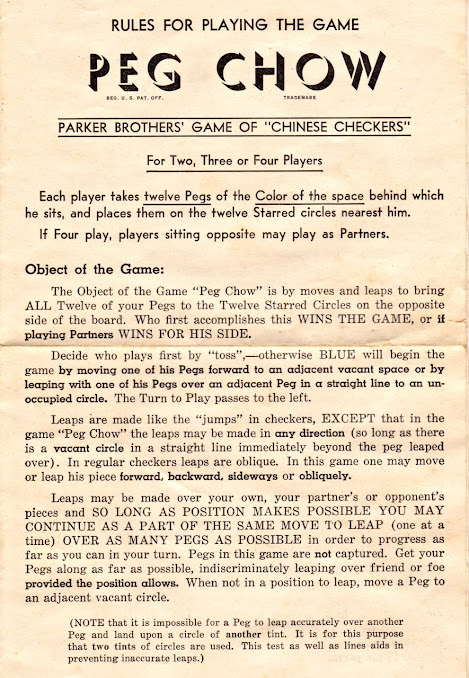 RULES FOR PLAYING THE GAME
PEG CHOW
REG. U. S. PAT. OFF. TRADEMARK
PARKER BROTHERS' GAME OF "CHINESE CHECKERS"
For Two, Three or Four Players
Each player takes twelve Pegs of the Color of the space behind which
he sits, and places them on the twelve Starred circles nearest him.
If Four play, players sitting opposite may play as Partners.
Object of the Game:
The Object of the Game "Peg Chow" is by moves and leaps to bring
ALL Twelve of your Pegs to the Twelve Starred Circles on the opposite
side of the board. Who first accomplishes this WINS THE GAME, or if
playing Partners WINS FOR HIS SIDE.
Decide who plays first by "toss",—otherwise BLUE will begin the
game by moving one of his Pegs forward to an adjacent vacant space or by
leaping with one of his Pegs over an adjacent Peg in a straight line to an un-
occupied circle. The Turn to Play passes to the left.
Leaps are made like the "jumps" in checkers, EXCEPT that in the
game "Peg Chow" the leaps may be made in any direction (so long as there
is a vacant circle in a straight line immediately beyond the peg leaped
over). In regular checkers leaps are oblique. In this game one may move
or leap his piece forward, backward, sideways or obliquely.
Leaps may be made over your own, your partner's or opponent's
pieces and SO LONG AS POSITION MAKES POSSIBLE YOU MAY
CONTINUE AS A PART OF THE SAME MOVE TO LEAP (one at a
time) OVER AS MANY PEGS AS POSSIBLE in order to progress as
far as you can in your turn. Pegs in this game are not captured. Get your
Pegs along as far as possible, indiscriminately leaping over friend or foe
provided the position allows. When not in a position to leap, move a Peg to
an adjacent vacant circle.
(NOTE that it is impossible for a Peg to leap accurately over another
Peg and land upon a circle of another tint. It is for this purpose
that two tints of circles are used. This test as well as lines aids in
preventing inaccurate leaps.)